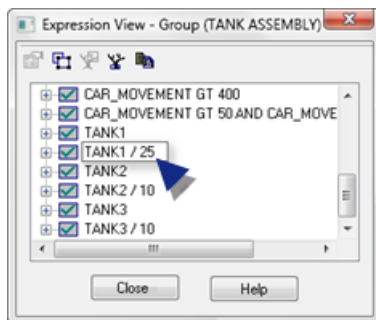 Expression View - Group (TANK ASSEMBLY)
CAR_MOVEMENT GT 400
CAR_MOVEMENT GT 50 AND CAR_MOVE
TANK1
TANK1 / 25
TANK2
TANK2 / 10
TANK3
TANK3 / 10
Close
Help